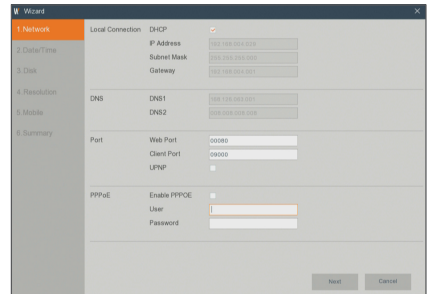 Wizard
1.Network
2.Date/Time
3.Disk
4.Resolution
5.Mobile
6.Summary
Local Connection DHCP
IP Address
Subnet Mask
Gateway
DNS DNS1
DNS2
Port Web Port 00080
Client Port 09000
UPNP
PPPoE Enable PPPOE
User
Password
Next Cancel